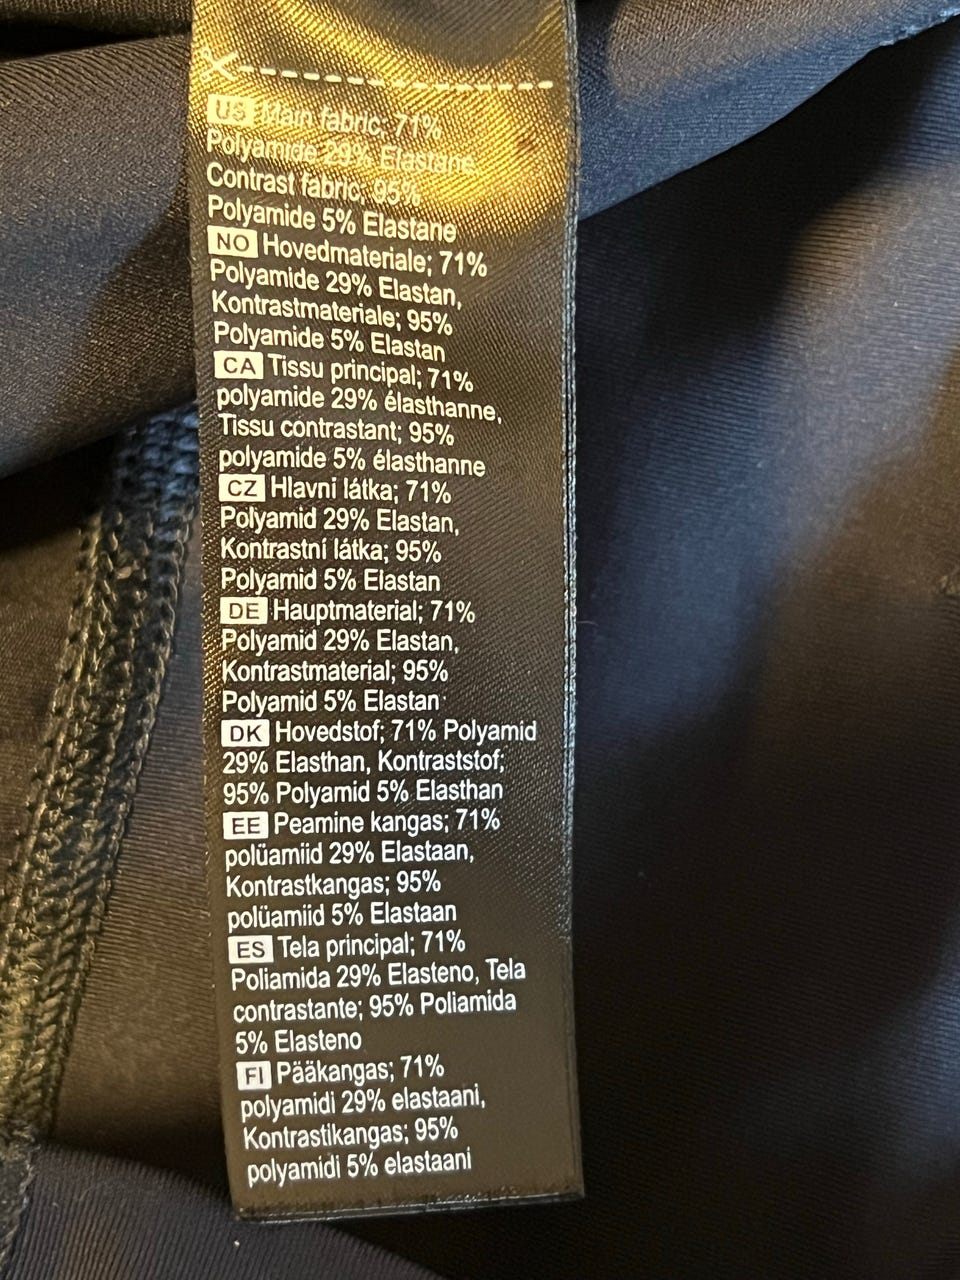 US Main fabric; 71%
Polyamide 29% Elastane,
Contrast fabric; 95%
Polyamide 5% Elastane
NO Hovedmateriale; 71%
Polyamide 29% Elastan,
Kontrastmateriale; 95%
Polyamide 5% Elastan
CA Tissu principal; 71%
polyamide 29% élasthanne,
Tissu contrastant; 95%
polyamide 5% élasthanne
CZ Hlavni látka; 71%
Polyamid 29% Elastan,
Kontrastní látka; 95%
Polyamid 5% Elastan
DE Hauptmaterial; 71%
Polyamid 29% Elastan,
Kontrastmaterial; 95%
Polyamid 5% Elastan
DK Hovedstof; 71% Polyamid
29% Elasthan, Kontraststof;
95% Polyamid 5% Elasthan
EE Peamine kangas; 71%
polüamiid 29% Elastaan,
Kontrastkangas; 95%
polüamiid 5% Elastaan
ES Tela principal; 71%
Poliamida 29% Elasteno, Tela
contrastante; 95% Poliamida
5% Elasteno
FI Pääkangas; 71%
polyamidi 29% elastaani,
Kontrastikangas; 95%
polyamidi 5% elastaani